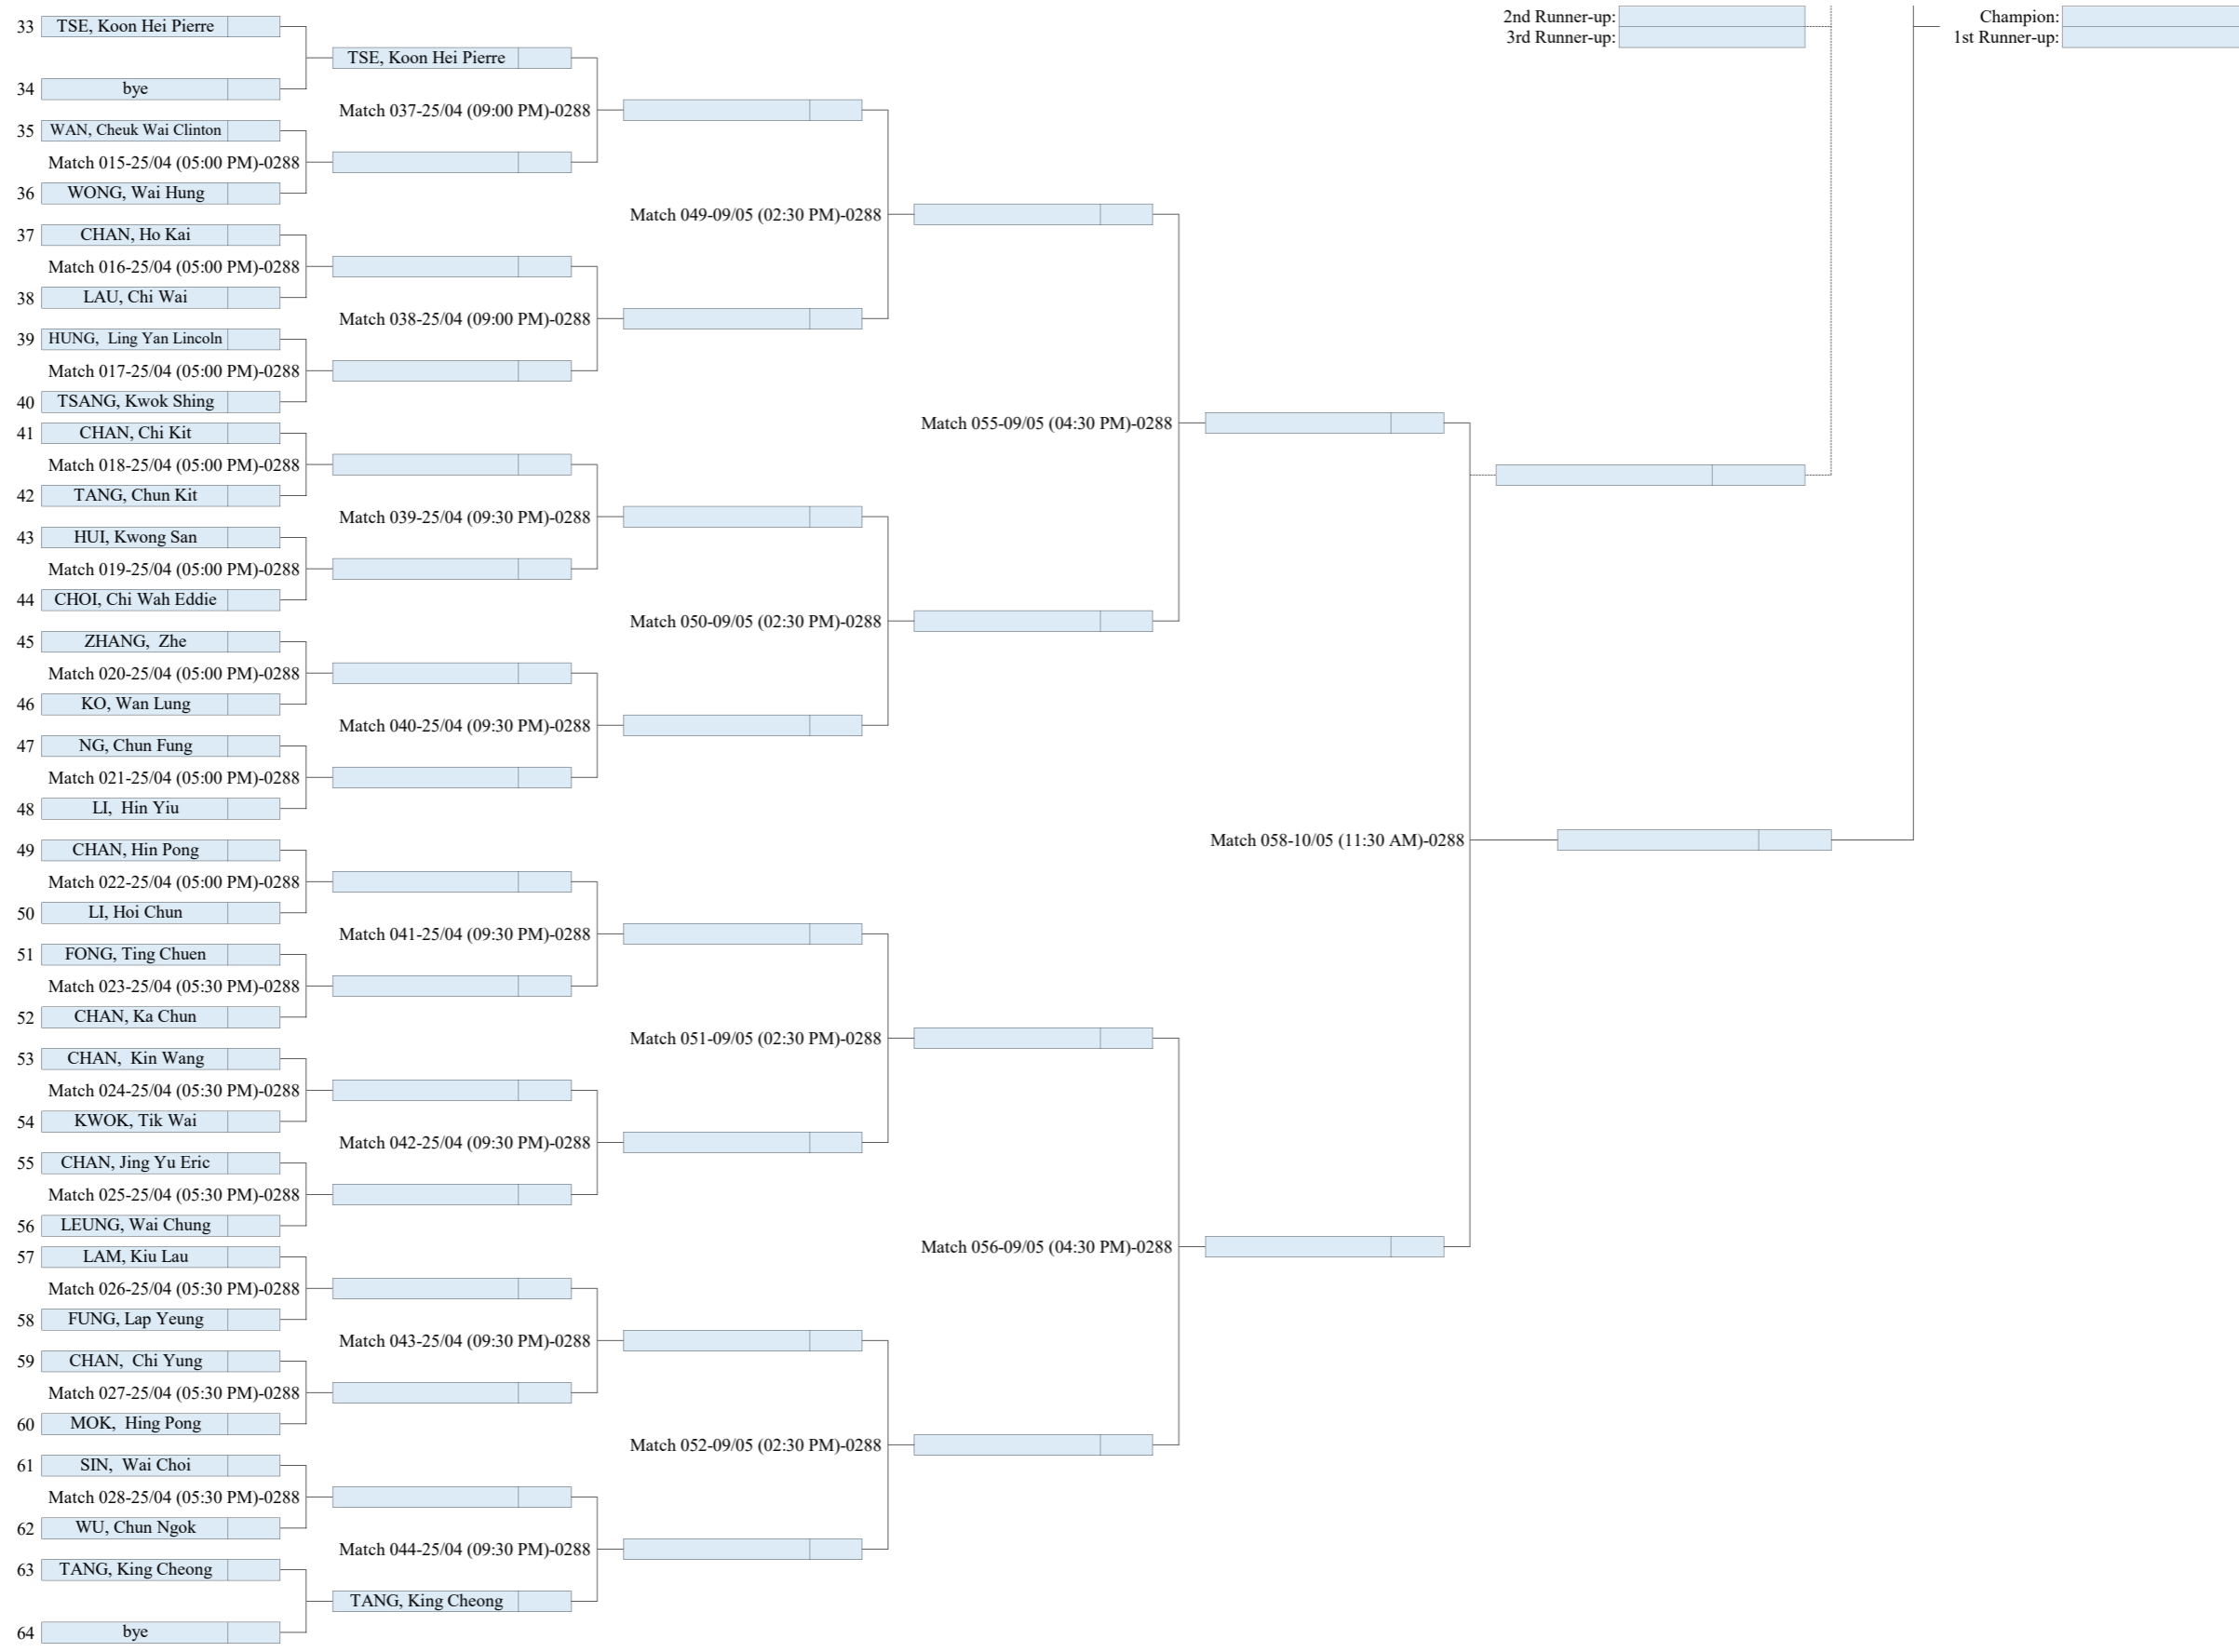 2nd Runner-up:
Champion:
3rd Runner-up:
1st Runner-up:
33 TSE, Koon Hei Pierre
TSE, Koon Hei Pierre
34 bye
Match 037-25/04 (09:00 PM)-0288
35 WAN, Cheuk Wai Clinton
Match 015-25/04 (05:00 PM)-0288
36 WONG, Wai Hung
Match 049-09/05 (02:30 PM)-0288
37 CHAN, Ho Kai
Match 016-25/04 (05:00 PM)-0288
38 LAU, Chi Wai
Match 038-25/04 (09:00 PM)-0288
39 HUNG, Ling Yan Lincoln
Match 017-25/04 (05:00 PM)-0288
40 TSANG, Kwok Shing
Match 055-09/05 (04:30 PM)-0288
41 CHAN, Chi Kit
Match 018-25/04 (05:00 PM)-0288
42 TANG, Chun Kit
Match 039-25/04 (09:30 PM)-0288
43 HUI, Kwong San
Match 019-25/04 (05:00 PM)-0288
44 CHOI, Chi Wah Eddie
Match 050-09/05 (02:30 PM)-0288
45 ZHANG, Zhe
Match 020-25/04 (05:00 PM)-0288
46 KO, Wan Lung
Match 040-25/04 (09:30 PM)-0288
47 NG, Chun Fung
Match 021-25/04 (05:00 PM)-0288
48 LI, Hin Yiu
Match 058-10/05 (11:30 AM)-0288
49 CHAN, Hin Pong
Match 022-25/04 (05:00 PM)-0288
50 LI, Hoi Chun
Match 041-25/04 (09:30 PM)-0288
51 FONG, Ting Chuen
Match 023-25/04 (05:30 PM)-0288
52 CHAN, Ka Chun
Match 051-09/05 (02:30 PM)-0288
53 CHAN, Kin Wang
Match 024-25/04 (05:30 PM)-0288
54 KWOK, Tik Wai
Match 042-25/04 (09:30 PM)-0288
55 CHAN, Jing Yu Eric
Match 025-25/04 (05:30 PM)-0288
56 LEUNG, Wai Chung
Match 056-09/05 (04:30 PM)-0288
57 LAM, Kiu Lau
Match 026-25/04 (05:30 PM)-0288
58 FUNG, Lap Yeung
Match 043-25/04 (09:30 PM)-0288
59 CHAN, Chi Yung
Match 027-25/04 (05:30 PM)-0288
60 MOK, Hing Pong
Match 052-09/05 (02:30 PM)-0288
61 SIN, Wai Choi
Match 028-25/04 (05:30 PM)-0288
62 WU, Chun Ngok
Match 044-25/04 (09:30 PM)-0288
63 TANG, King Cheong
TANG, King Cheong
64 bye